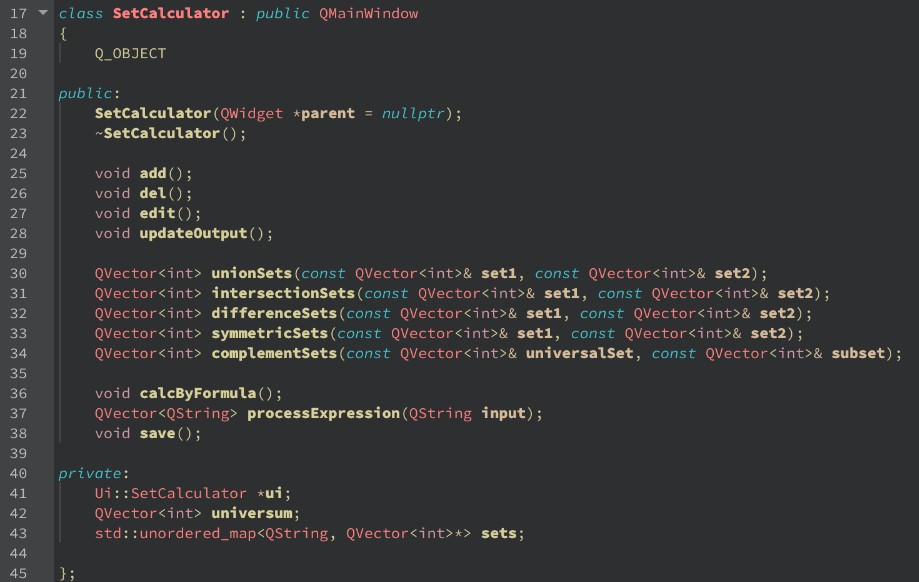 17 class SetCalculator : public QMainWindow
18 {
19     Q_OBJECT
20
21 public:
22     SetCalculator(QWidget *parent = nullptr);
23     ~SetCalculator();
24
25     void add();
26     void del();
27     void edit();
28     void updateOutput();
29
30     QVector<int> unionSets(const QVector<int>& set1, const QVector<int>& set2);
31     QVector<int> intersectionSets(const QVector<int>& set1, const QVector<int>& set2);
32     QVector<int> differenceSets(const QVector<int>& set1, const QVector<int>& set2);
33     QVector<int> symmetricSets(const QVector<int>& set1, const QVector<int>& set2);
34     QVector<int> complementSets(const QVector<int>& universalSet, const QVector<int>& subset);
35
36     void calcByFormula();
37     QVector<QString> processExpression(QString input);
38     void save();
39
40 private:
41     Ui::SetCalculator *ui;
42     QVector<int> universum;
43     std::unordered_map<QString, QVector<int>*> sets;
44
45 };